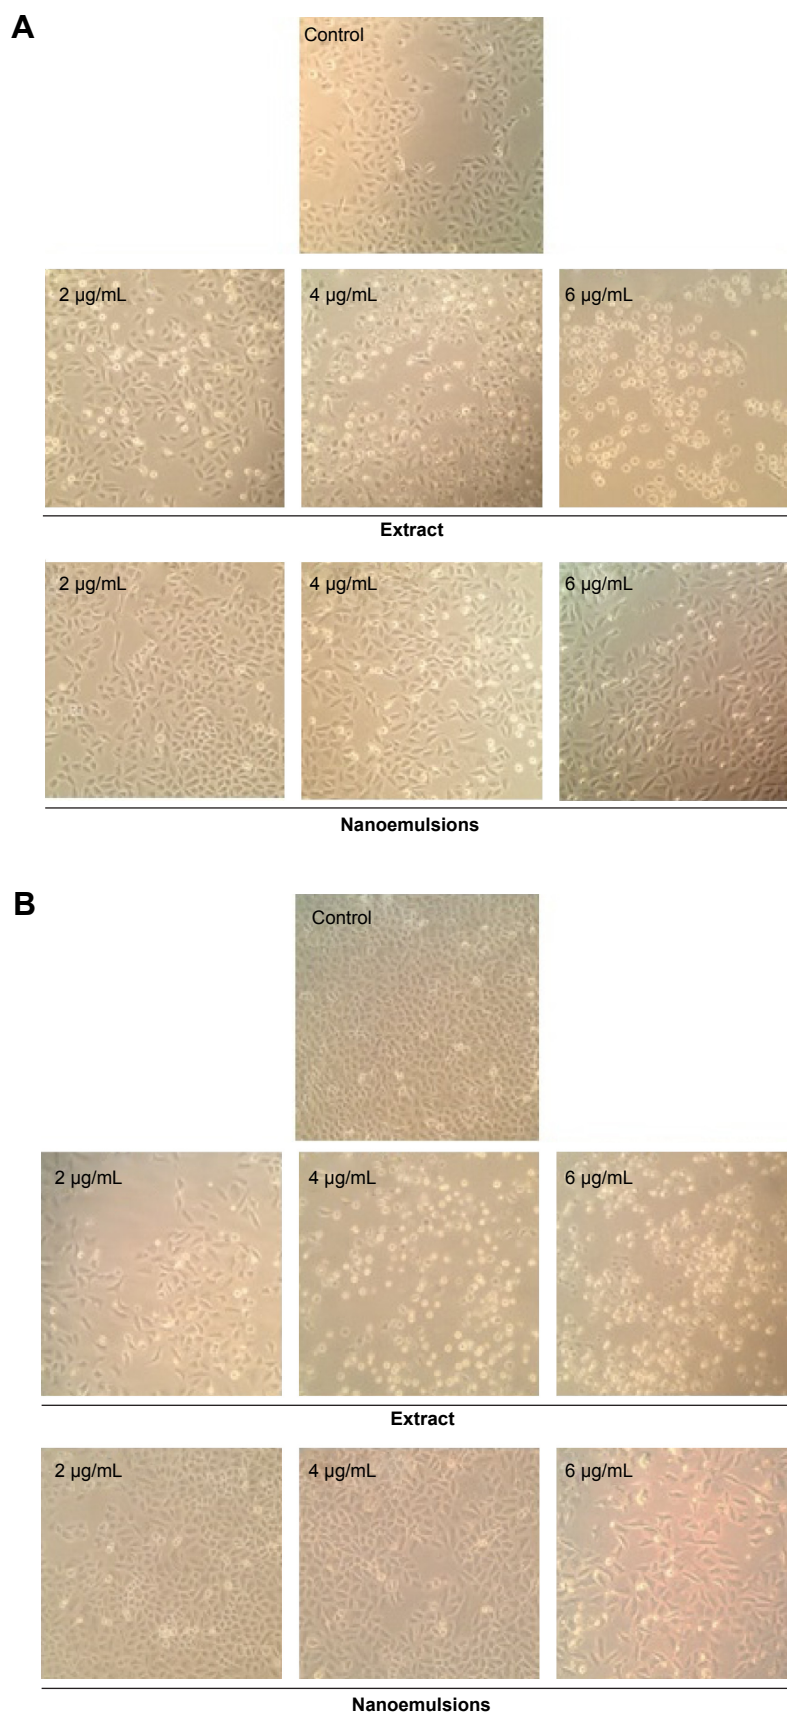 A
Control
2 µg/mL
4 µg/mL
6 µg/mL
Extract
2 µg/mL
4 µg/mL
6 µg/mL
Nanoemulsions
B
Control
2 µg/mL
4 µg/mL
6 µg/mL
Extract
2 µg/mL
4 µg/mL
6 µg/mL
Nanoemulsions